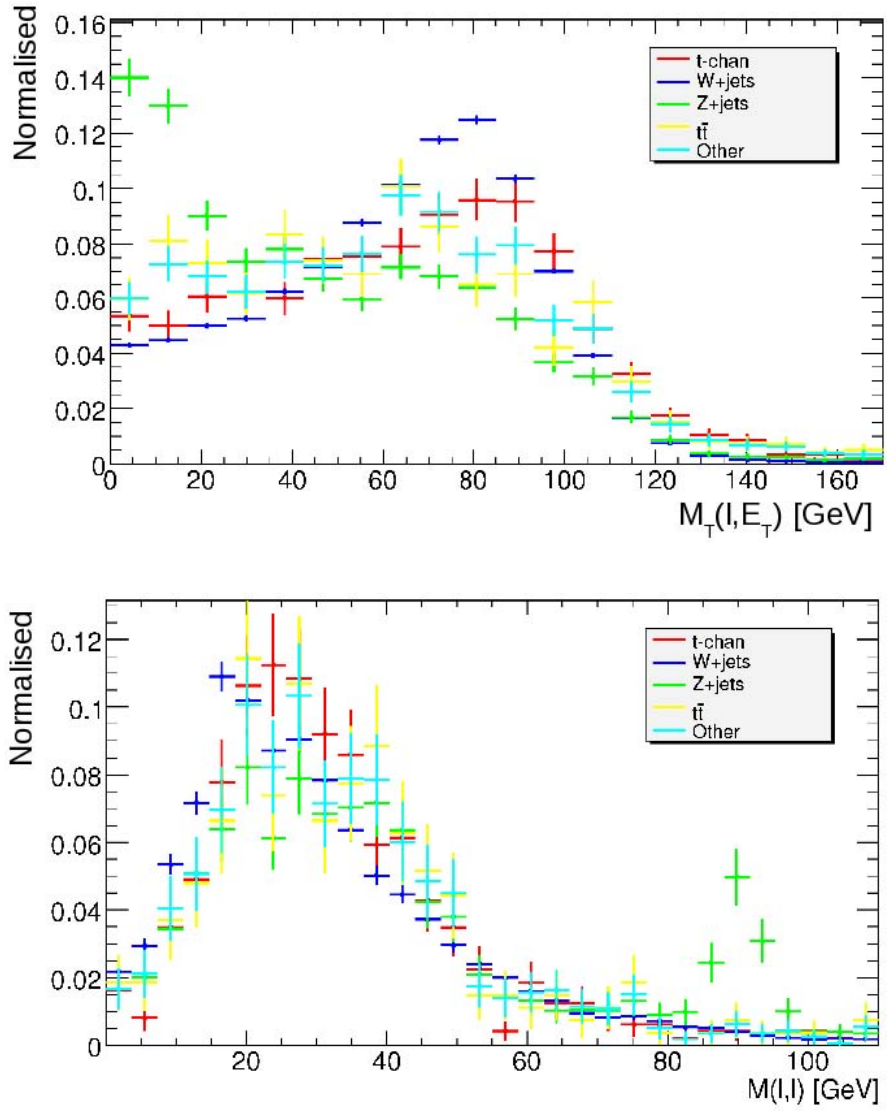 Normalised
0.16
0.14
0.12
0.1
0.08
0.06
0.04
0.02
0
t-chan
W+jets
Z+jets
tt̄
Other
0 20 40 60 80 100 120 140 160
M_T(l,E_T) [GeV]
Normalised
0.12
0.1
0.08
0.06
0.04
0.02
0
t-chan
W+jets
Z+jets
tt̄
Other
20 40 60 80 100
M(l,l) [GeV]